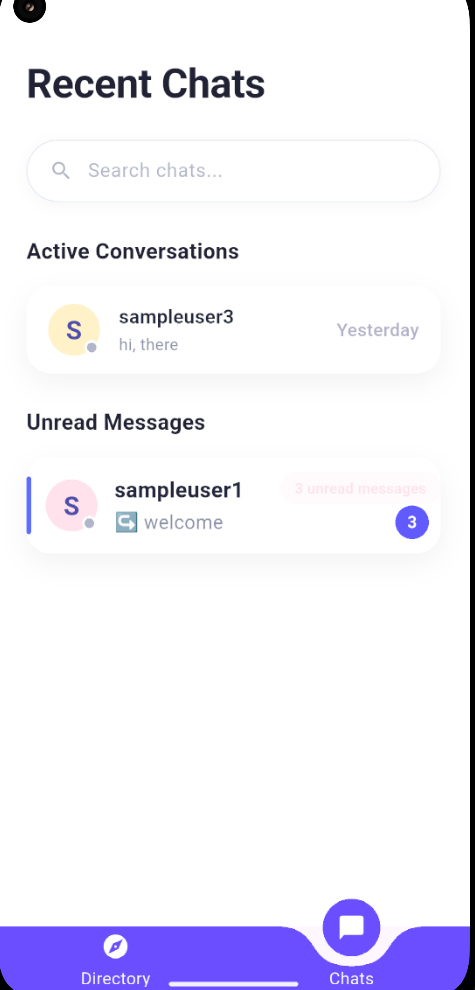 Recent Chats
Search chats...
Active Conversations
S
sampleuser3
hi, there
Yesterday
Unread Messages
S
sampleuser1
3 unread messages
↪️ welcome
3
Directory
Chats